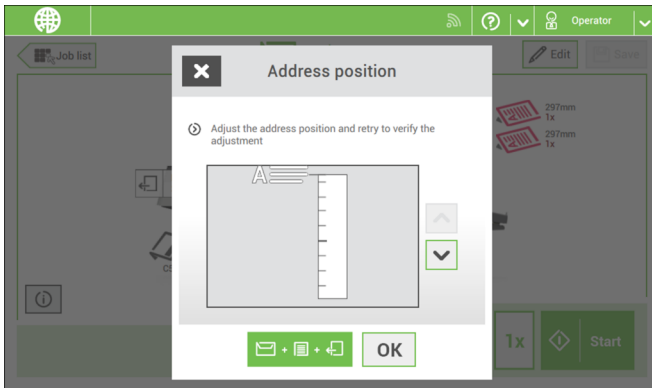 Operator
Job list
Edit
Save
Address position
Adjust the address position and retry to verify the
adjustment
A
297mm
1x
297mm
1x
OK
1x
Start